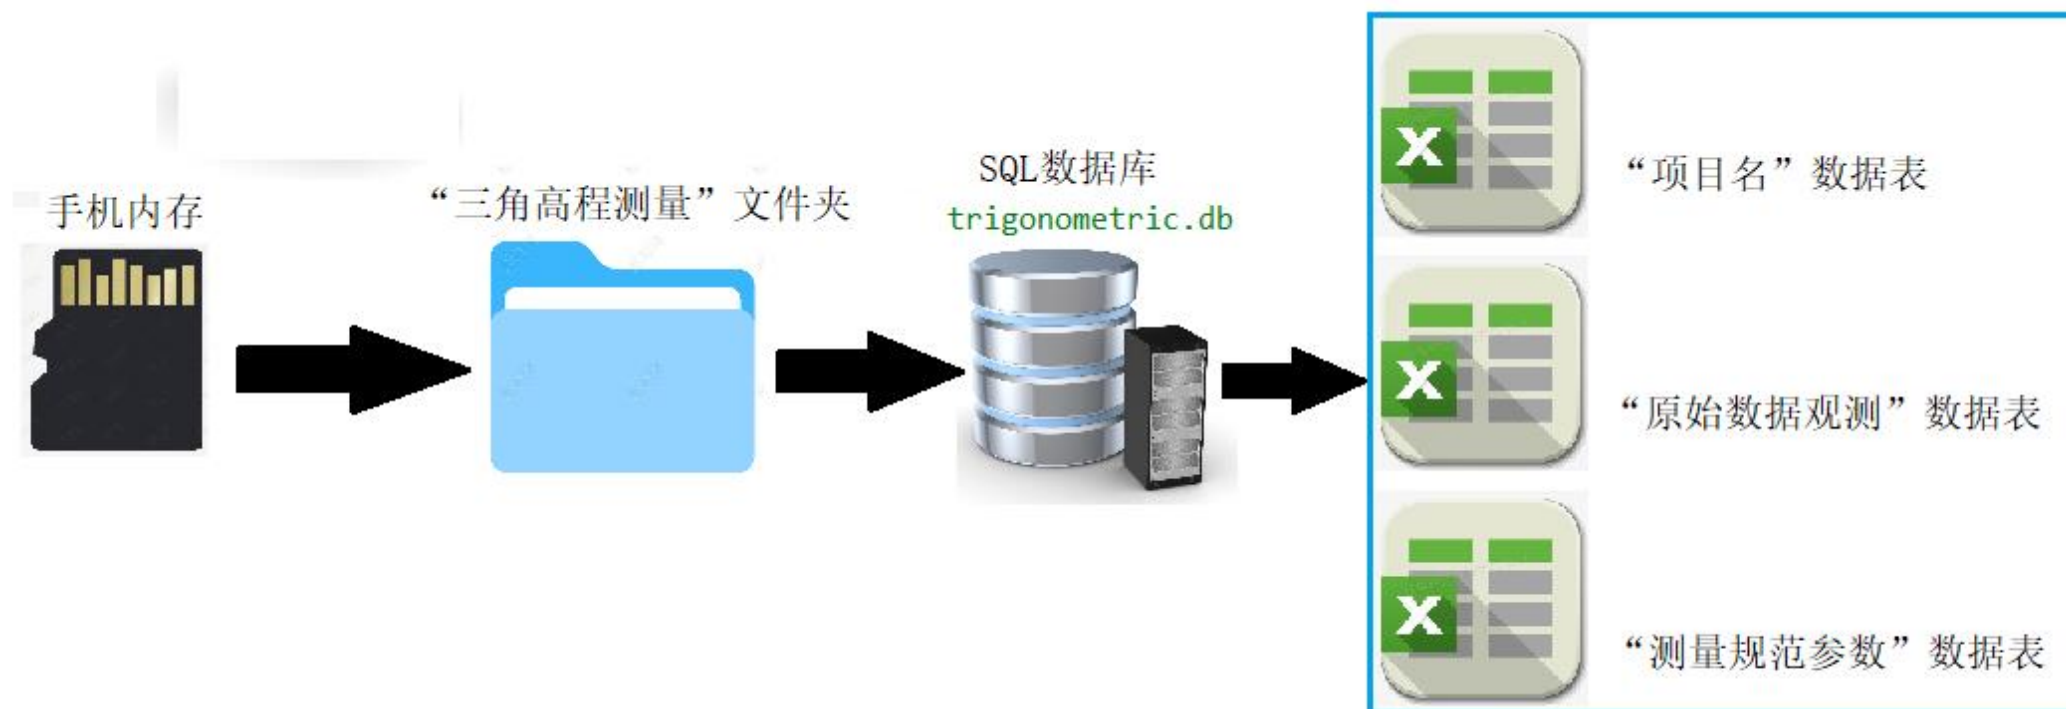 手机内存
“三角高程测量”文件夹
SQL数据库
trigonometric.db
“项目名”数据表
“原始数据观测”数据表
“测量规范参数”数据表
X
X
X